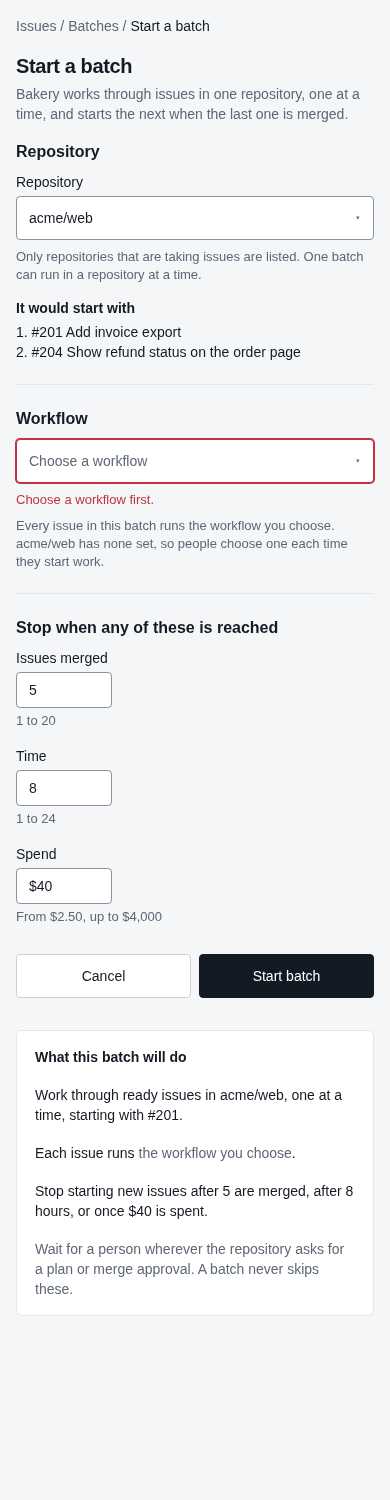 Issues / Batches / Start a batch
Start a batch
Bakery works through issues in one repository, one at a
time, and starts the next when the last one is merged.
Repository
Repository
acme/web
Only repositories that are taking issues are listed. One batch
can run in a repository at a time.
It would start with
1. #201 Add invoice export
2. #204 Show refund status on the order page
Workflow
Choose a workflow
Choose a workflow first.
Every issue in this batch runs the workflow you choose.
acme/web has none set, so people choose one each time
they start work.
Stop when any of these is reached
Issues merged
5
1 to 20
Time
8
1 to 24
Spend
$40
From $2.50, up to $4,000
Cancel
Start batch
What this batch will do
Work through ready issues in acme/web, one at a
time, starting with #201.
Each issue runs the workflow you choose.
Stop starting new issues after 5 are merged, after 8
hours, or once $40 is spent.
Wait for a person wherever the repository asks for
a plan or merge approval. A batch never skips
these.